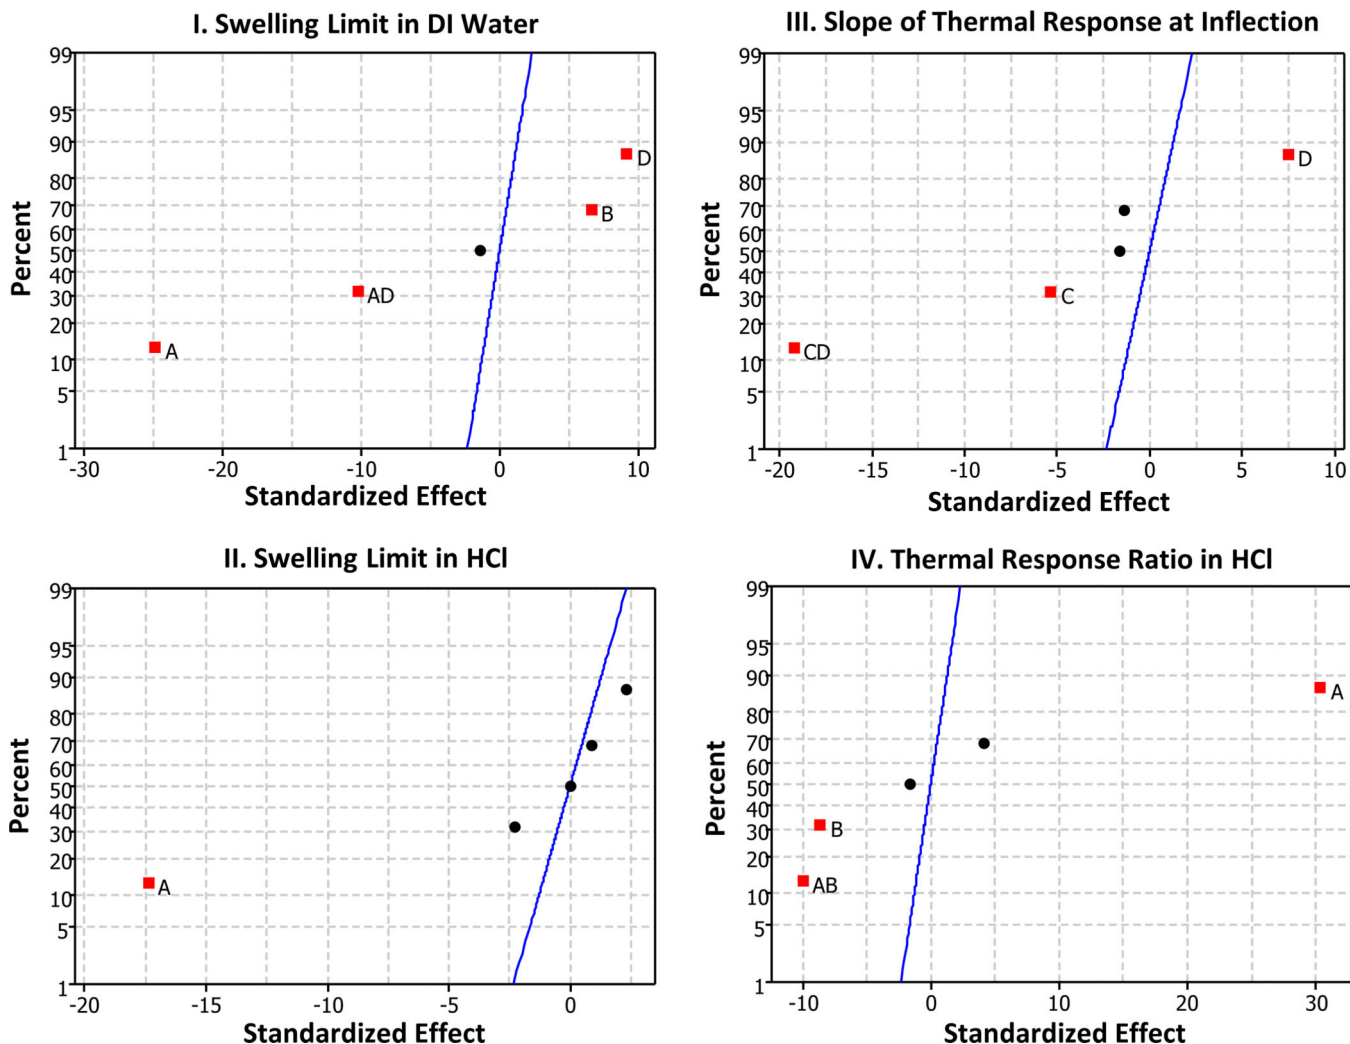 I. Swelling Limit in DI Water
99
95
90
80
70
60
50
40
30
20
10
5
1
Percent
D
B
AD
A
-30 -20 -10 0 10
Standardized Effect
III. Slope of Thermal Response at Inflection
99
95
90
80
70
60
50
40
30
20
10
5
1
Percent
D
C
CD
-20 -15 -10 -5 0 5 10
Standardized Effect
II. Swelling Limit in HCl
99
95
90
80
70
60
50
40
30
20
10
5
1
Percent
A
-20 -15 -10 -5 0
Standardized Effect
IV. Thermal Response Ratio in HCl
99
95
90
80
70
60
50
40
30
20
10
5
1
Percent
A
B
AB
-10 0 10 20 30
Standardized Effect